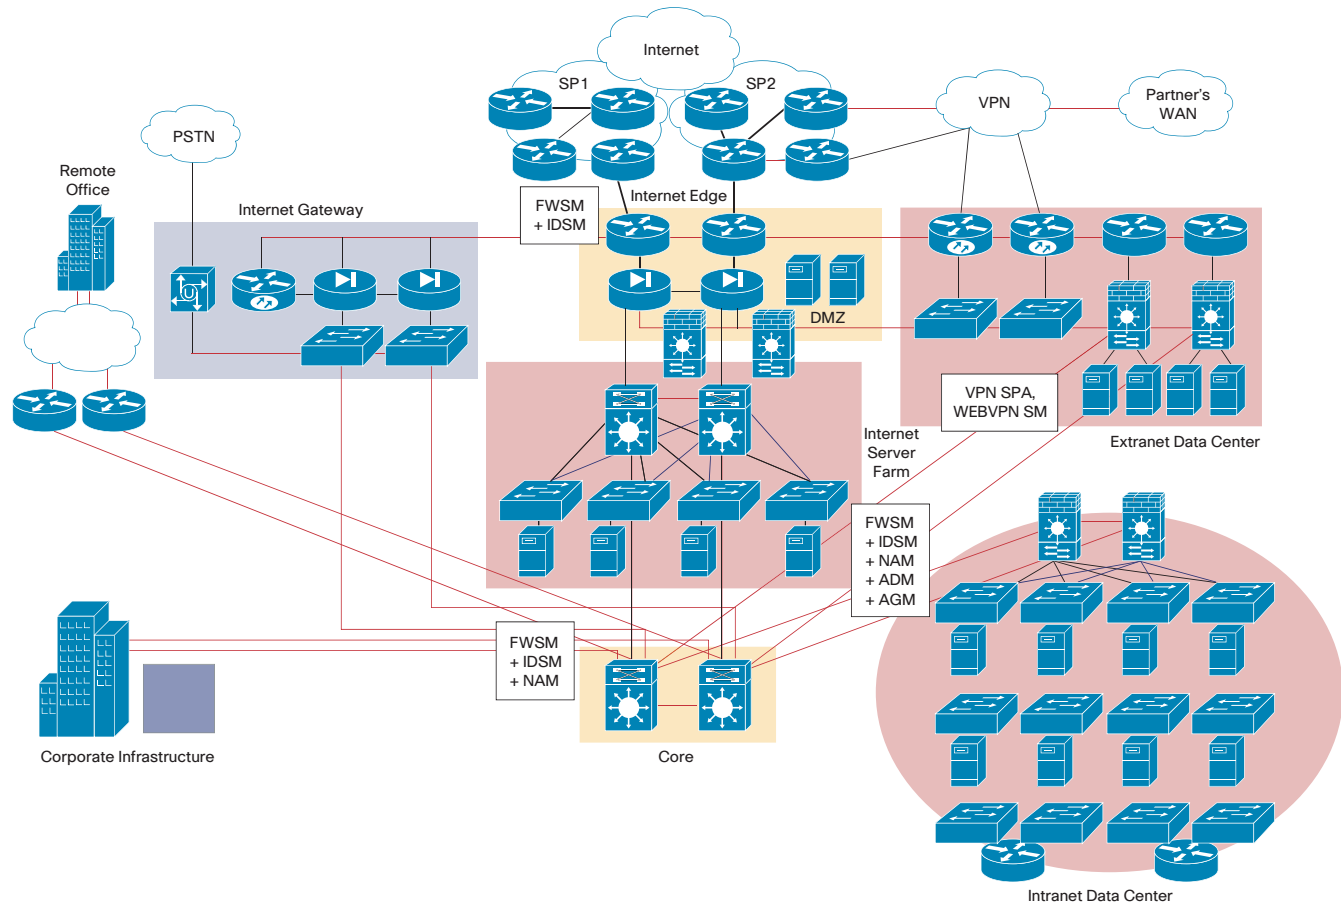 Internet
SP1
SP2
VPN
Partner's
WAN
PSTN
Remote
Office
Internet Gateway
FWSM
+ IDSM
Internet Edge
DMZ
U
VPN SPA,
WEBVPN SM
Extranet Data Center
Internet
Server
Farm
FWSM
+ IDSM
+ NAM
+ ADM
+ AGM
FWSM
+ IDSM
+ NAM
Corporate Infrastructure
Core
Intranet Data Center